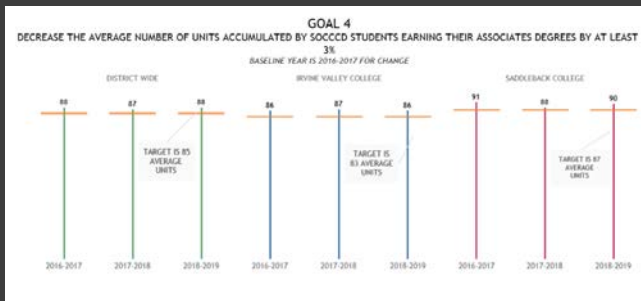 GOAL 4
DECREASE THE AVERAGE NUMBER OF UNITS ACCUMULATED BY SOCCCD STUDENTS EARNING THEIR ASSOCIATES DEGREES BY AT LEAST
3%
BASELINE YEAR IS 2016-2017 FOR CHANGE
DISTRICT WIDE
IRVINE VALLEY COLLEGE
SADDLEBACK COLLEGE
88
87
88
86
87
86
91
88
90
TARGET IS 85
AVERAGE
UNITS
TARGET IS
83 AVERAGE
UNITS
TARGET IS 87
AVERAGE
UNITS
2016-2017
2017-2018
2018-2019
2016-2017
2017-2018
2018-2019
2016-2017
2017-2018
2018-2019